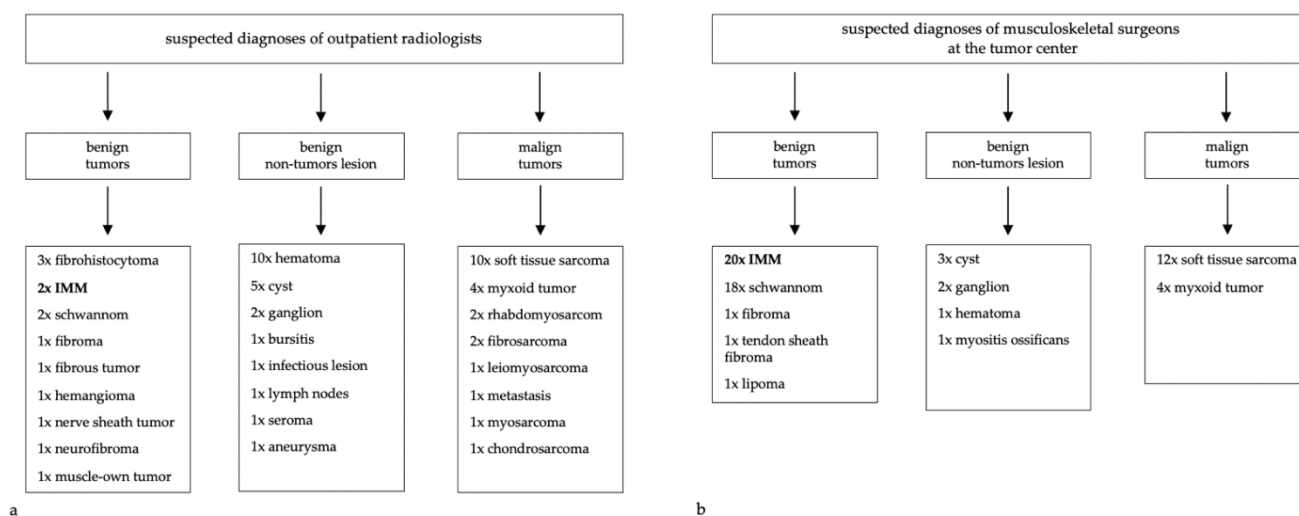 suspected diagnoses of outpatient radiologists
benign
tumors
benign
non-tumors lesion
malign
tumors
3x fibrohistocytoma
2x IMM
2x schwannom
1x fibroma
1x fibrous tumor
1x hemangioma
1x nerve sheath tumor
1x neurofibroma
1x muscle-own tumor
10x hematoma
5x cyst
2x ganglion
1x bursitis
1x infectious lesion
1x lymph nodes
1x seroma
1x aneurysma
10x soft tissue sarcoma
4x myxoid tumor
2x rhabdomyosarcom
2x fibrosarcoma
1x leiomyosarcoma
1x metastasis
1x myosarcoma
1x chondrosarcoma
a
suspected diagnoses of musculoskeletal surgeons
at the tumor center
benign
tumors
benign
non-tumors lesion
malign
tumors
20x IMM
18x schwannom
1x fibroma
1x tendon sheath
fibroma
1x lipoma
3x cyst
2x ganglion
1x hematoma
1x myositis ossificans
12x soft tissue sarcoma
4x myxoid tumor
b